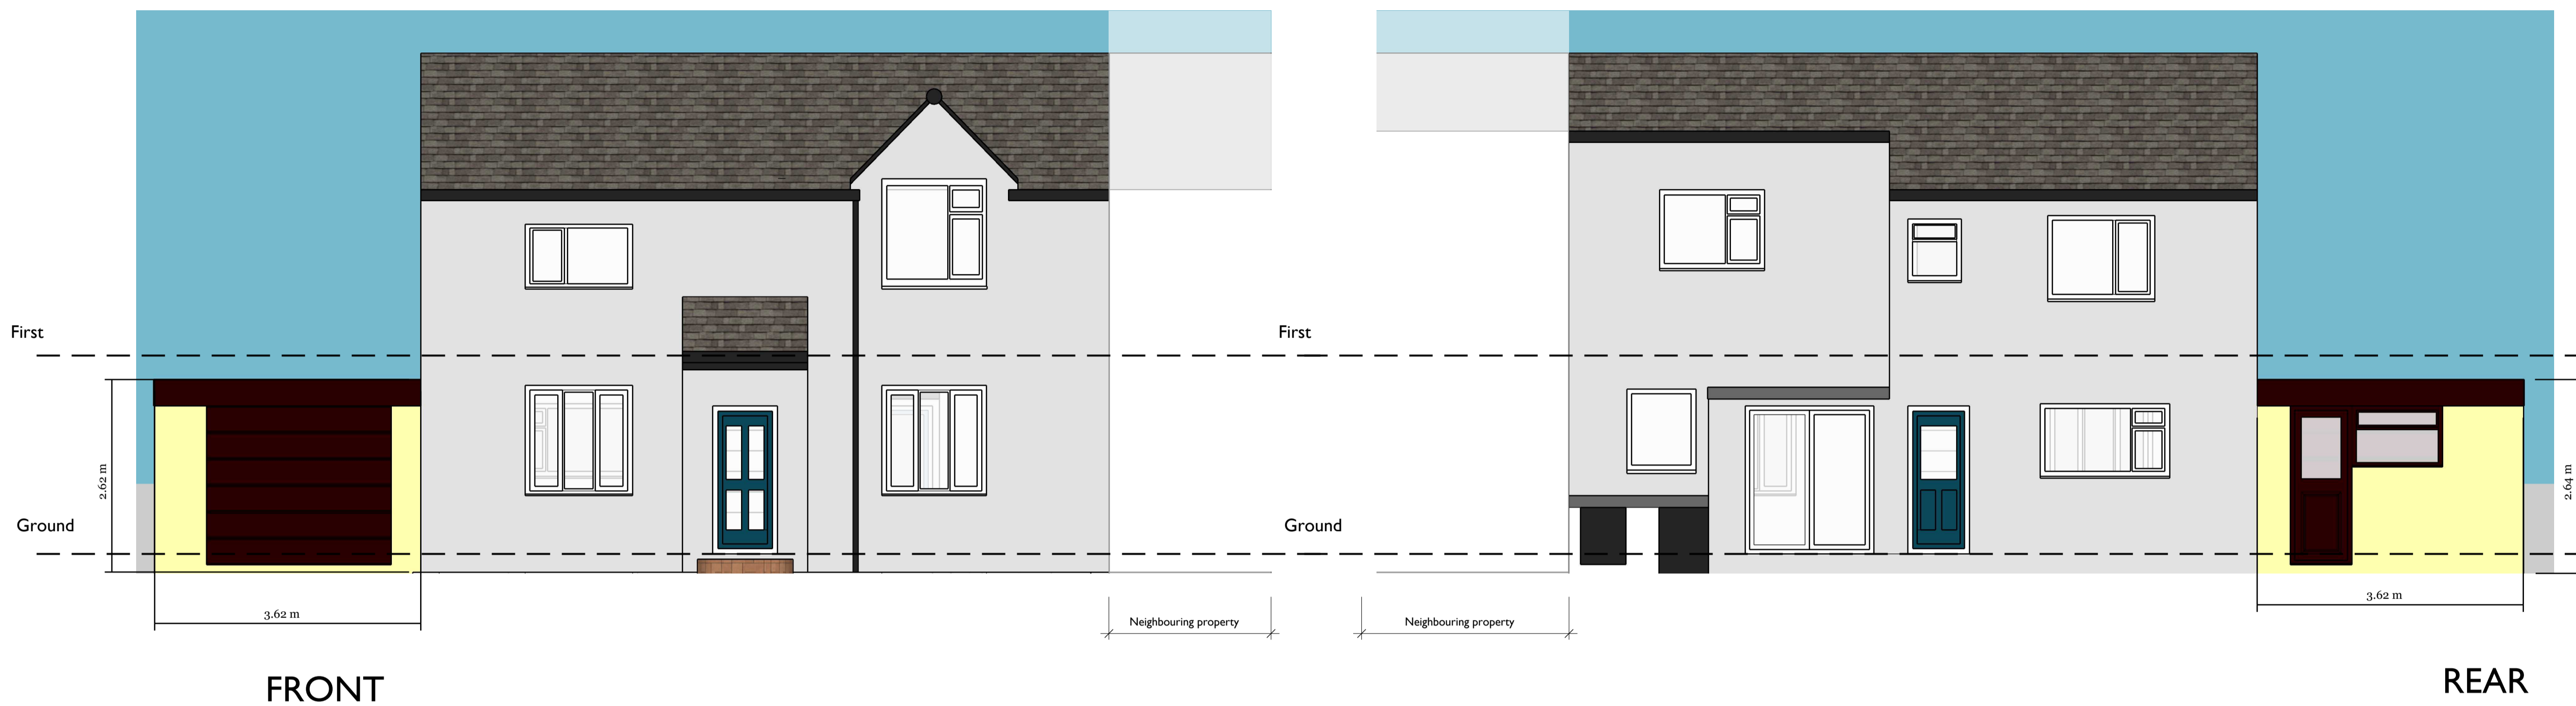 First
First
2.62 m
2.64 m
Ground
Ground
3.62 m
3.62 m
Neighbouring property
Neighbouring property
FRONT
REAR